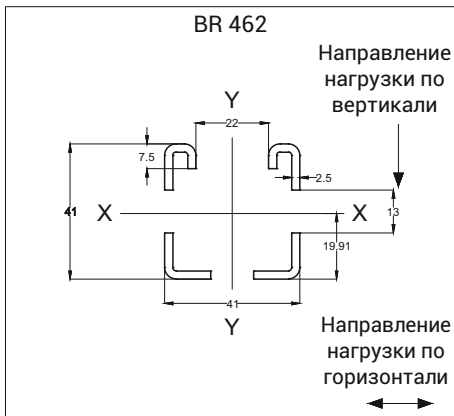 BR 462
Направление
нагрузки по
вертикали
Y
22
7.5
2.5
41
X
X
13
19,91
41
Y
Направление
нагрузки по
горизонтали